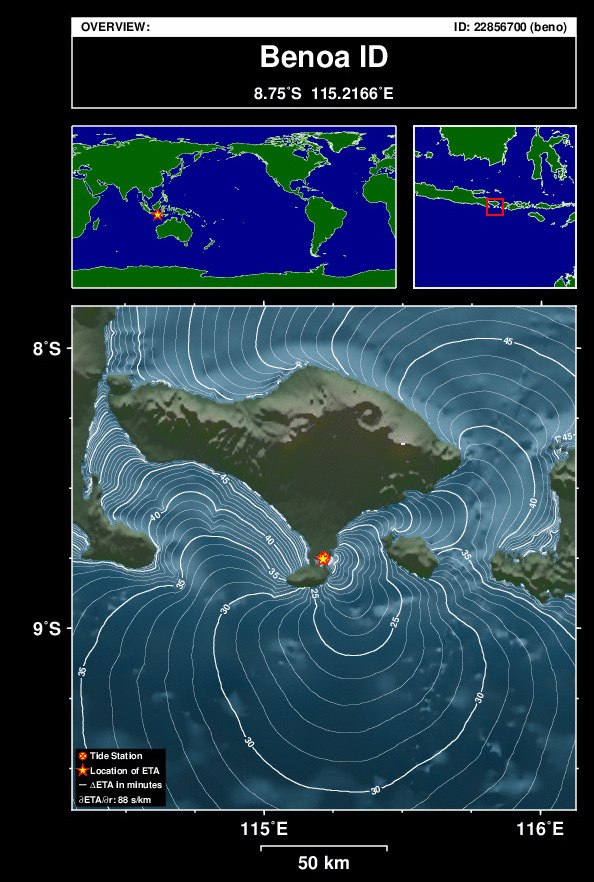 OVERVIEW: ID: 22856700 (beno)
Benoa ID
8.75°S 115.2166°E
8°S
9°S
45
45
40
45
40
40
35
35
35
25
30
25
35
30
30
30
Tide Station
Location of ETA
— ΔETA in minutes
∂ETA/∂r: 88 s/km
115°E 116°E
50 km